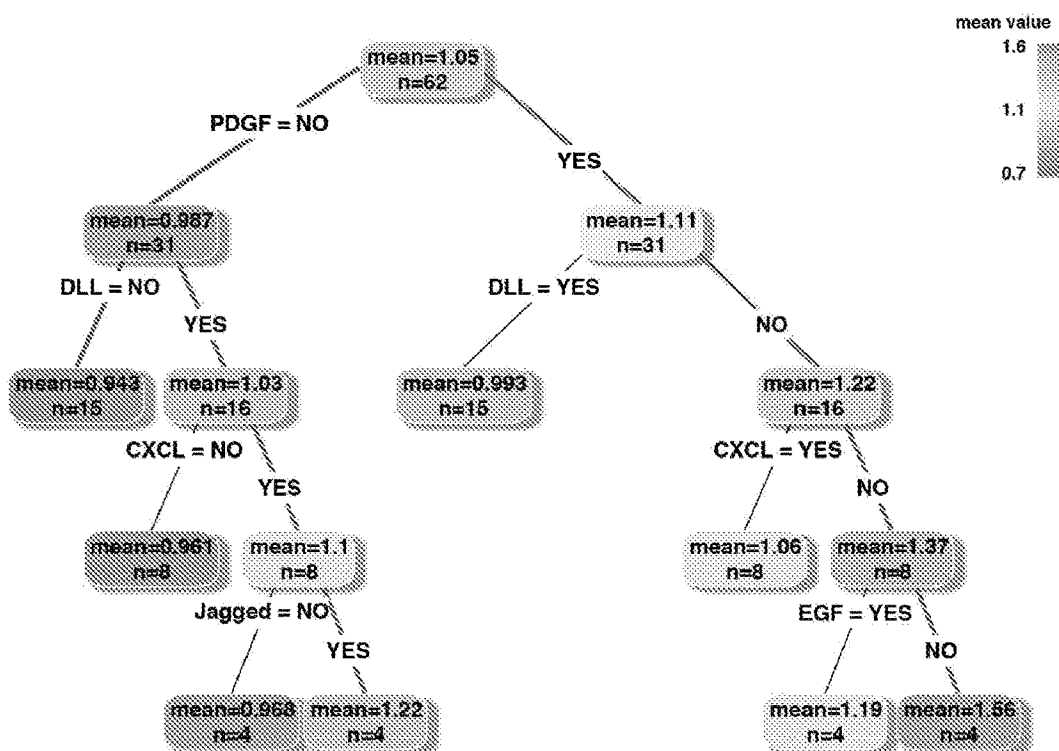 mean value
1.6
1.1
0.7
mean=1.05
n=62
PDGF = NO
YES
mean=0.987
n=31
mean=1.11
n=31
DLL = NO
YES
DLL = YES
NO
mean=0.943
n=15
mean=1.03
n=16
mean=0.993
n=15
mean=1.22
n=16
CXCL = NO
YES
CXCL = YES
NO
mean=0.961
n=8
mean=1.1
n=8
mean=1.06
n=8
mean=1.37
n=8
Jagged = NO
YES
EGF = YES
NO
mean=0.968
n=4
mean=1.22
n=4
mean=1.19
n=4
mean=1.56
n=4